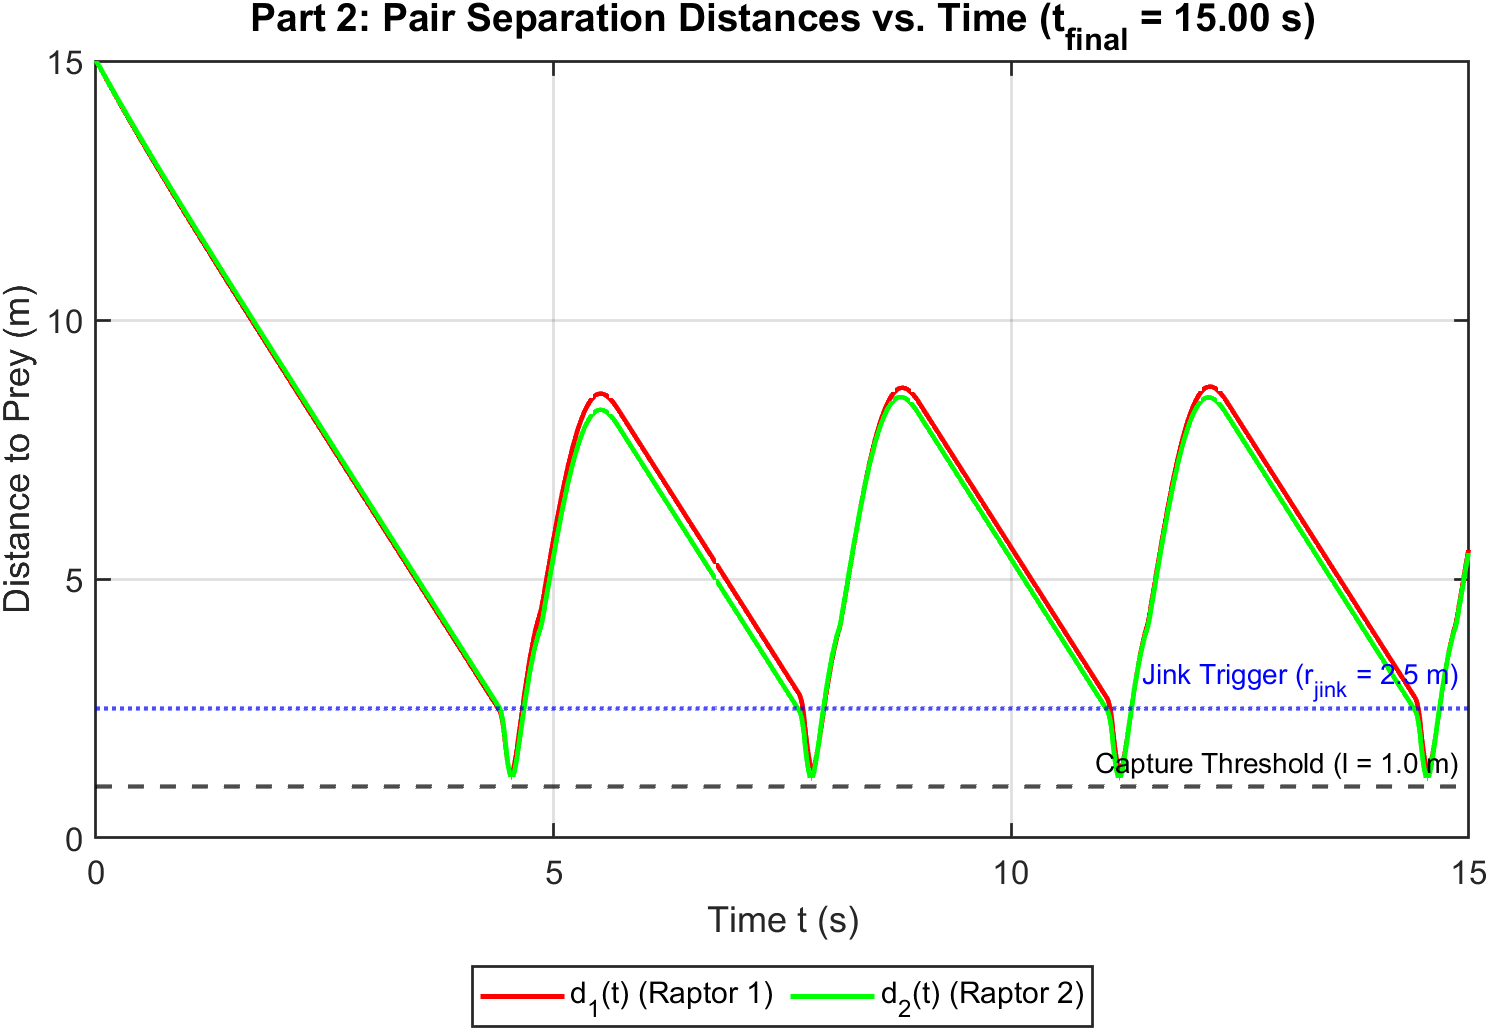 Part 2: Pair Separation Distances vs. Time (t_final = 15.00 s)
15
10
5
0
Distance to Prey (m)
Jink Trigger (r_jink = 2.5 m)
Capture Threshold (l = 1.0 m)
0 5 10 15
Time t (s)
d_1(t) (Raptor 1) d_2(t) (Raptor 2)